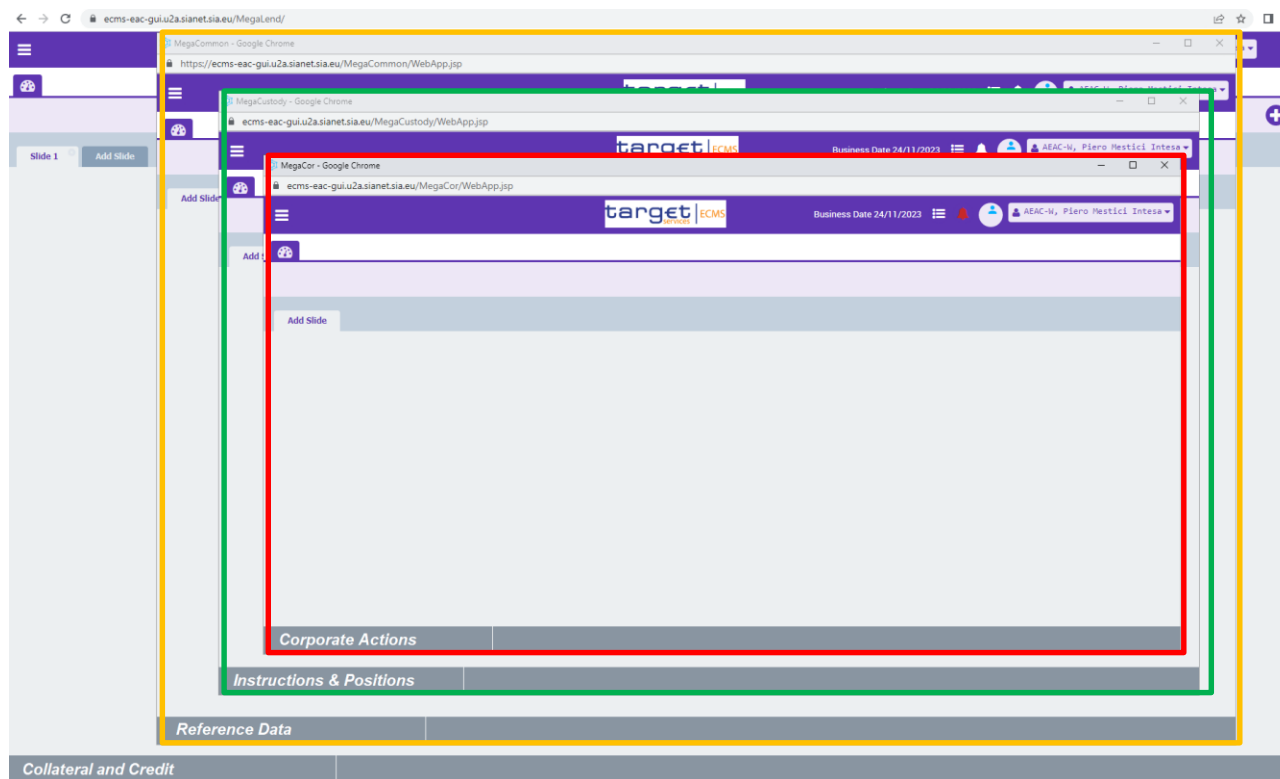 ecms-eac-gui.u2a.sianet.sia.eu/MegaLend/
MegaCommon - Google Chrome
https://ecms-eac-gui.u2a.sianet.sia.eu/MegaCommon/WebApp.jsp
MegaCustody - Google Chrome
ecms-eac-gui.u2a.sianet.sia.eu/MegaCustody/WebApp.jsp
Slide 1 Add Slide
target ECMS Business Date 24/11/2023 AEAC-W, Piero Mestici Intesa
MegaCor - Google Chrome
ecms-eac-gui.u2a.sianet.sia.eu/MegaCor/WebApp.jsp
Add Slide
target services ECMS Business Date 24/11/2023 AEAC-W, Piero Mestici Intesa
Add
Add Slide
Corporate Actions
Instructions & Positions
Reference Data
Collateral and Credit